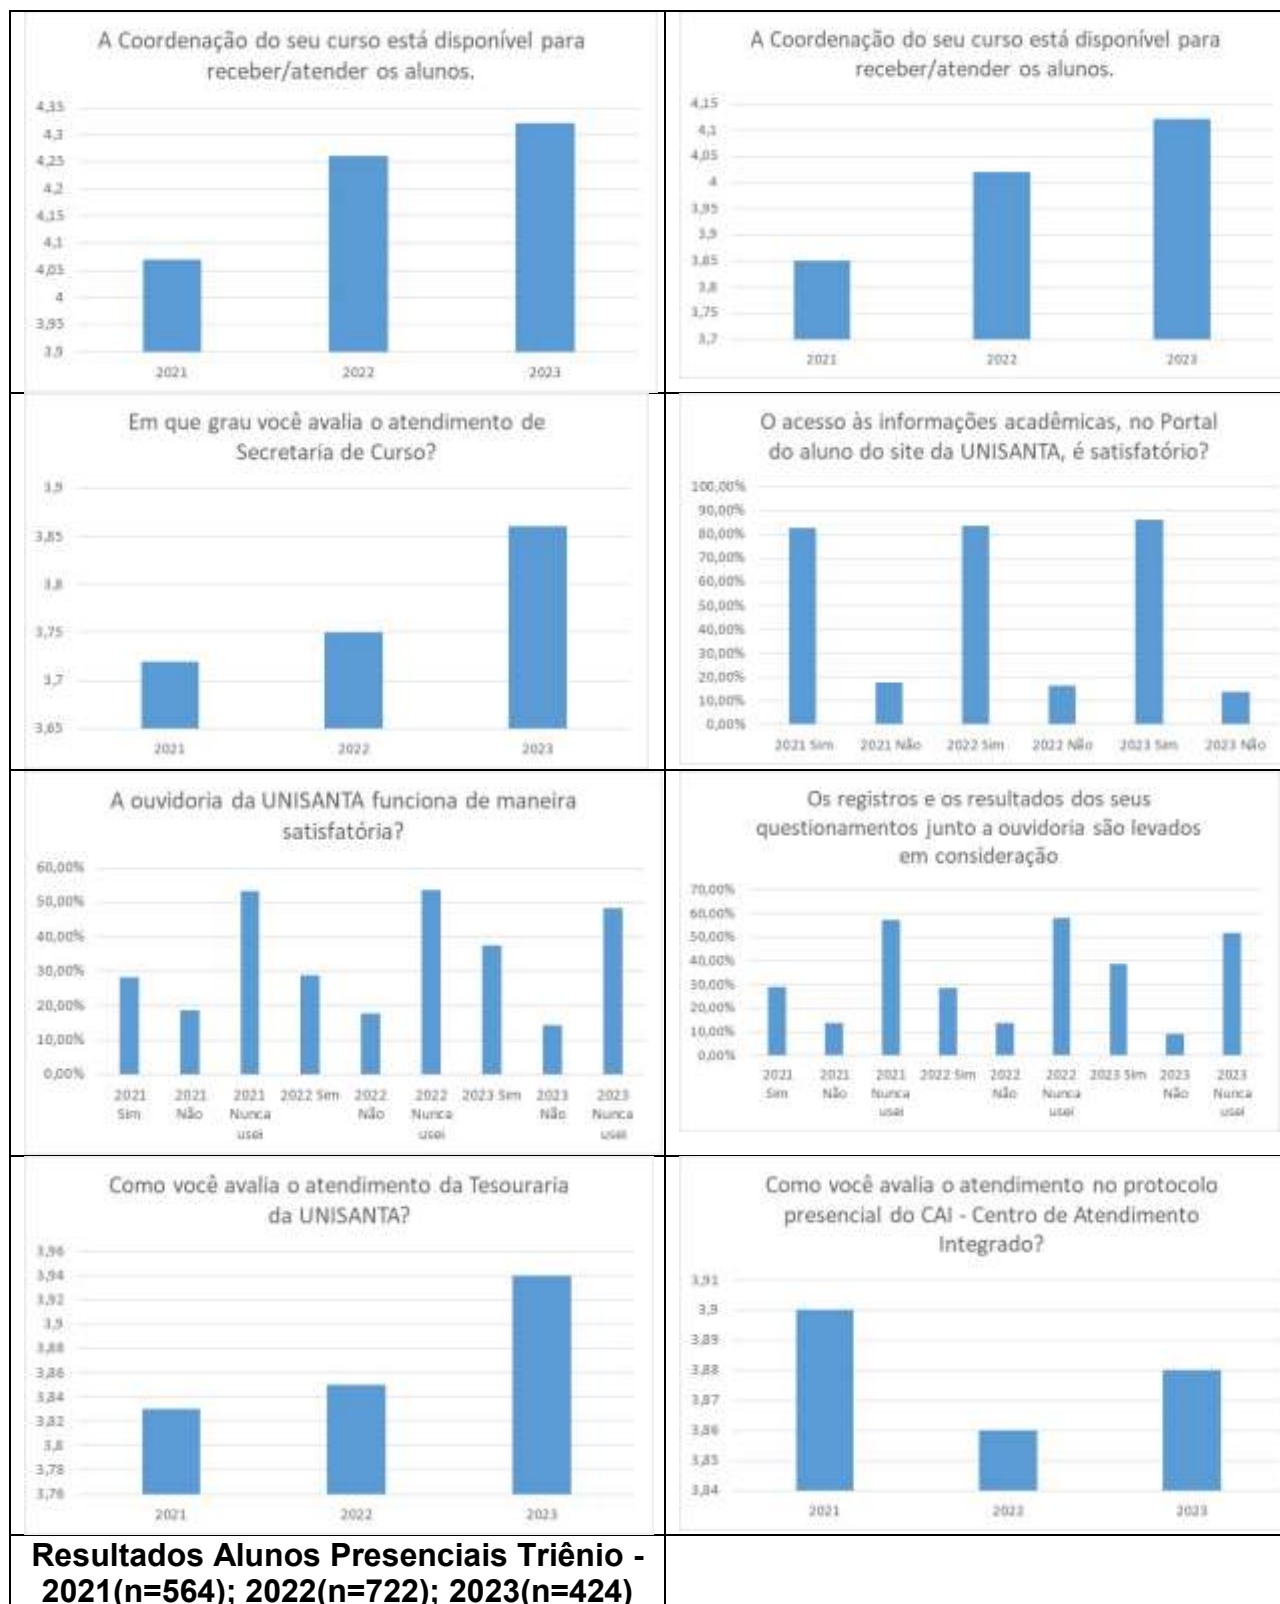 A Coordenação do seu curso está disponível para
receber/atender os alunos.
4,35
4,3
4,25
4,2
4,15
4,1
4,05
4
3,95
3,9
2021
2022
2023
A Coordenação do seu curso está disponível para
receber/atender os alunos.
4,15
4,1
4,05
4
3,95
3,9
3,85
3,8
3,75
3,7
2021
2022
2023
Em que grau você avalia o atendimento de
Secretaria de Curso?
3,9
3,85
3,8
3,75
3,7
3,65
2021
2022
2023
O acesso às informações acadêmicas, no Portal
do aluno do site da UNISANTA, é satisfatório?
100,00%
90,00%
80,00%
70,00%
60,00%
50,00%
40,00%
30,00%
20,00%
10,00%
0,00%
2021 Sim
2021 Não
2022 Sim
2022 Não
2023 Sim
2023 Não
A ouvidoria da UNISANTA funciona de maneira
satisfatória?
60,00%
50,00%
40,00%
30,00%
20,00%
10,00%
0,00%
2021 2021 2021 2022 Sim 2022 2022 2023 Sim 2023 2023
Sim Não Nunca Não Nunca Não Nunca
usei usei usei
Os registros e os resultados dos seus
questionamentos junto a ouvidoria são levados
em consideração
70,00%
60,00%
50,00%
40,00%
30,00%
20,00%
10,00%
0,00%
2021 2021 2021 2022 Sim 2022 2022 2023 Sim 2023 2023
Sim Não Nunca Não Nunca Não Nunca
usei usei usei
Como você avalia o atendimento da Tesouraria
da UNISANTA?
3,96
3,94
3,92
3,9
3,88
3,86
3,84
3,82
3,8
3,78
3,76
2021
2022
2023
Como você avalia o atendimento no protocolo
presencial do CAI - Centro de Atendimento
Integrado?
3,91
3,9
3,89
3,88
3,87
3,86
3,85
3,84
2021
2022
2023
Resultados Alunos Presenciais Triênio -
2021(n=564); 2022(n=722); 2023(n=424)